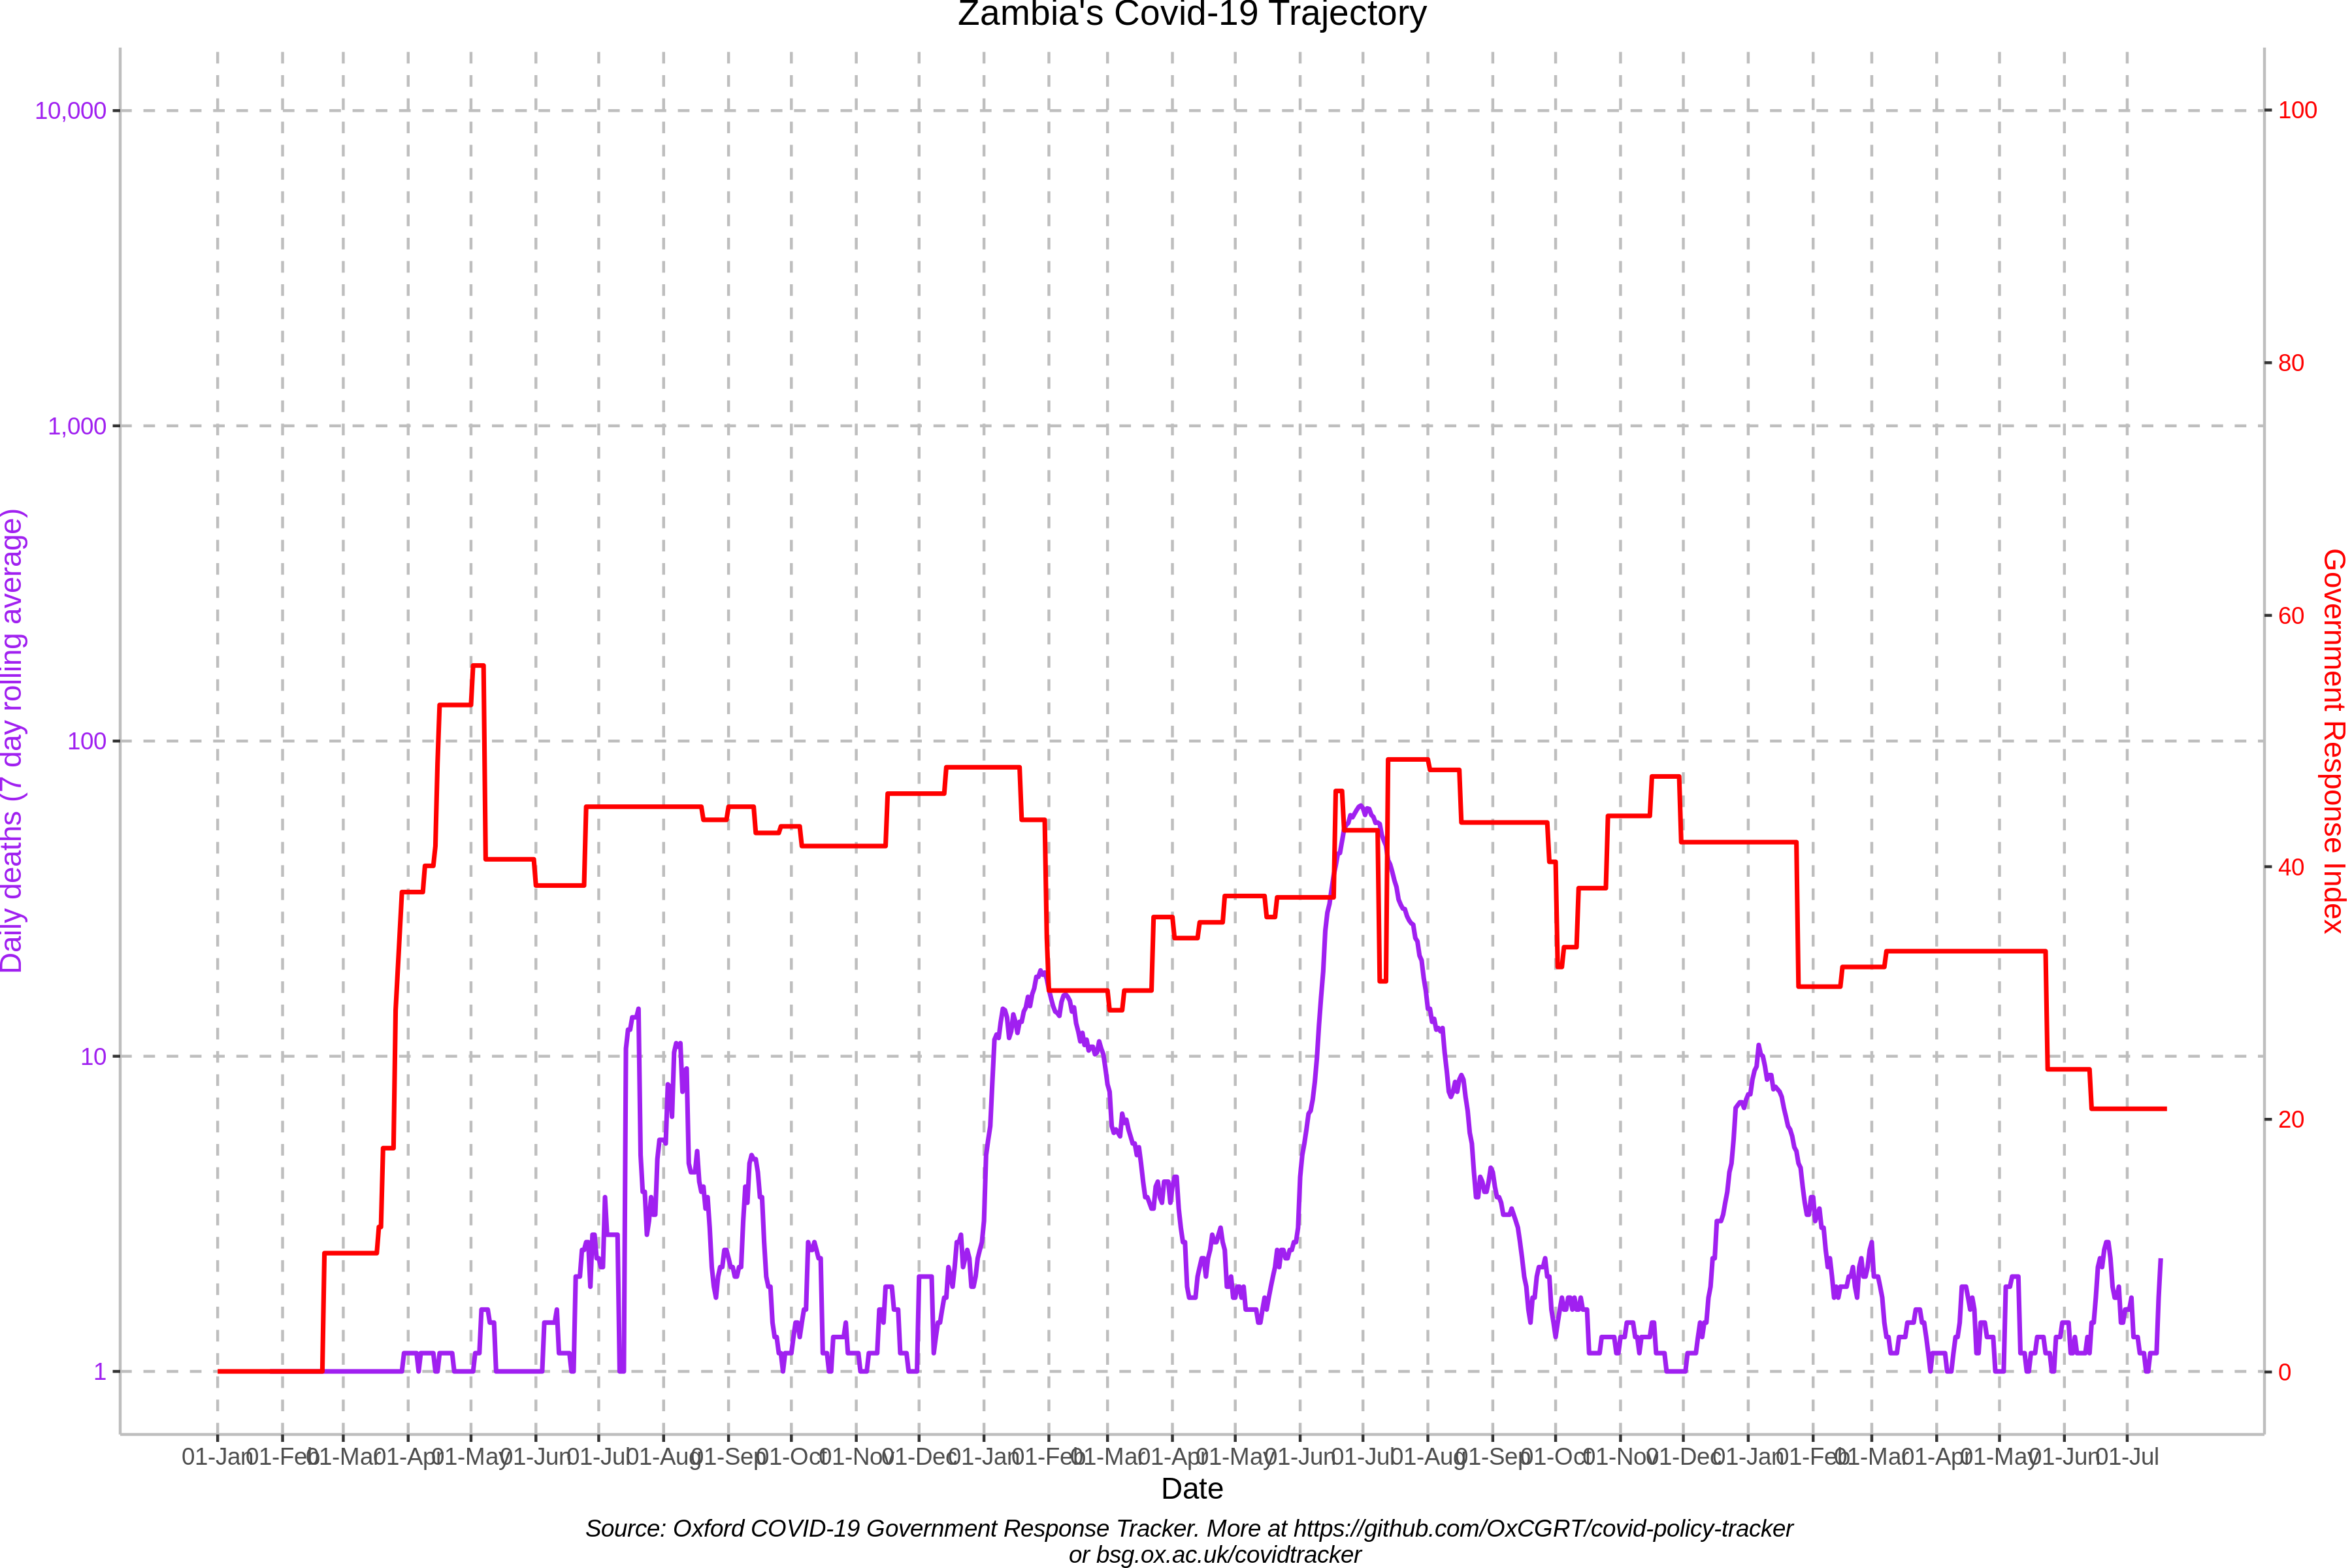 Zambia's Covid-19 Trajectory
10,000
1,000
100
10
1
Daily deaths (7 day rolling average)
100
80
60
40
20
0
Government Response Index
01-Jan 01-Feb 01-Mar 01-Apr 01-May 01-Jun 01-Jul 01-Aug 01-Sep 01-Oct 01-Nov 01-Dec 01-Jan 01-Feb 01-Mar 01-Apr 01-May 01-Jun 01-Jul 01-Aug 01-Sep 01-Oct 01-Nov 01-Dec 01-Jan 01-Feb 01-Mar 01-Apr 01-May 01-Jun 01-Jul
Date
Source: Oxford COVID-19 Government Response Tracker. More at https://github.com/OxCGRT/covid-policy-tracker
or bsg.ox.ac.uk/covidtracker